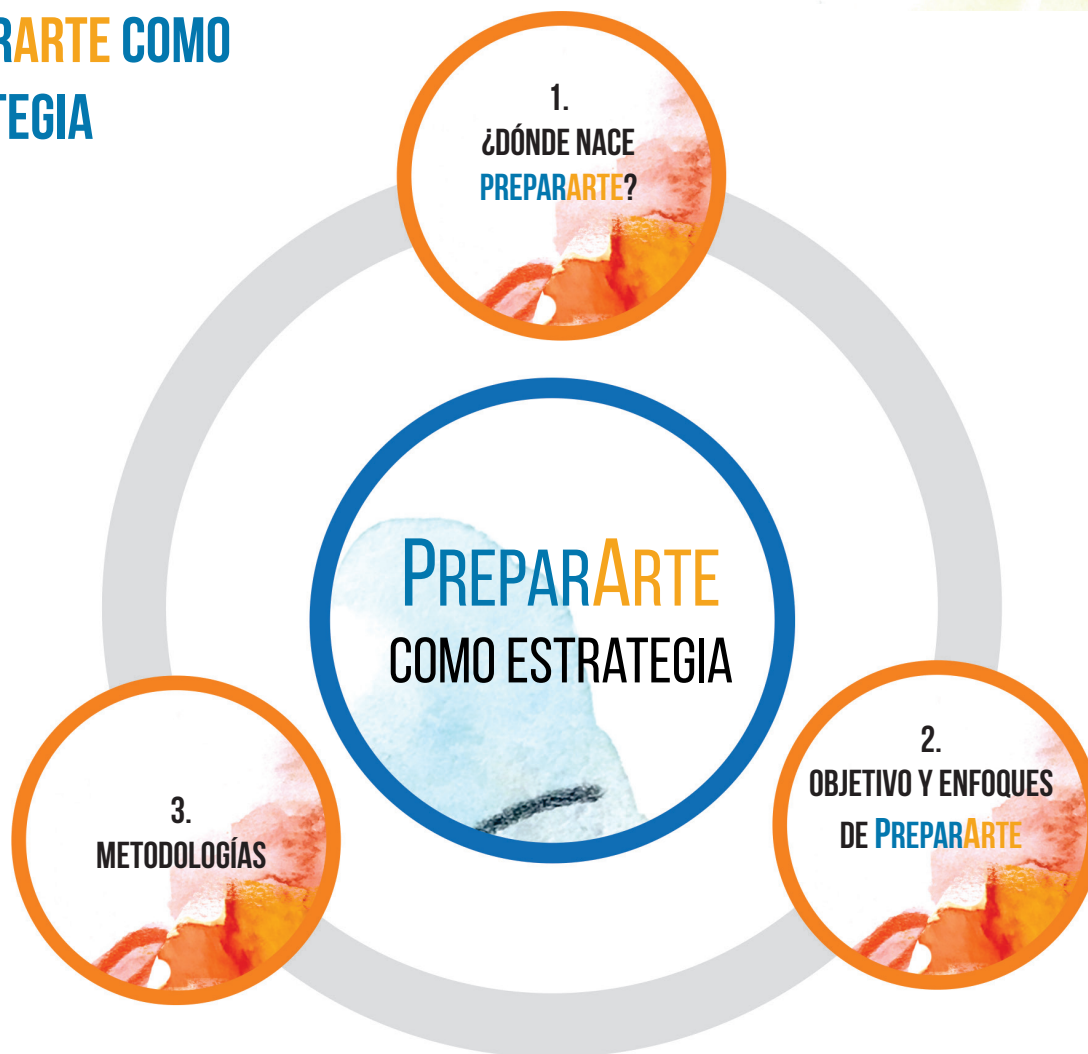 RARTE COMO
TEGIA
1.
¿DÓNDE NACE
PREPARARTE?
PREPARARTE
COMO ESTRATEGIA
2.
OBJETIVO Y ENFOQUES
DE PREPARARTE
3.
METODOLOGÍAS